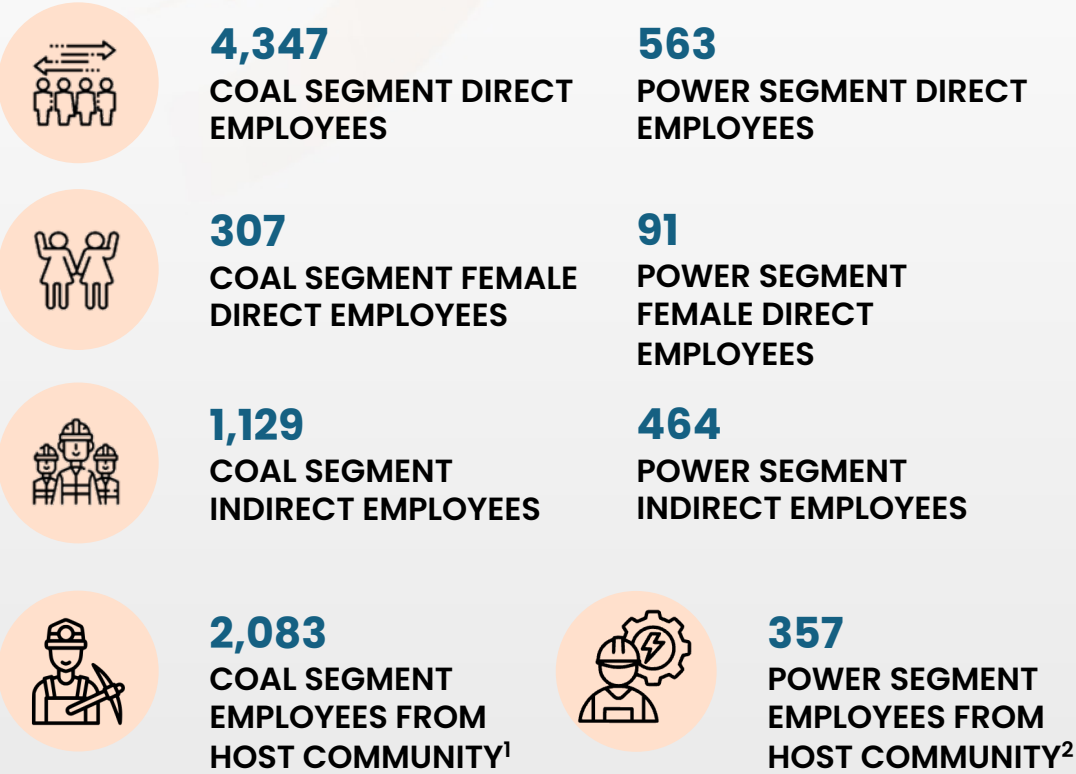 4,347
COAL SEGMENT DIRECT
EMPLOYEES
563
POWER SEGMENT DIRECT
EMPLOYEES
307
COAL SEGMENT FEMALE
DIRECT EMPLOYEES
91
POWER SEGMENT
FEMALE DIRECT
EMPLOYEES
1,129
COAL SEGMENT
INDIRECT EMPLOYEES
464
POWER SEGMENT
INDIRECT EMPLOYEES
2,083
COAL SEGMENT
EMPLOYEES FROM
HOST COMMUNITY¹
357
POWER SEGMENT
EMPLOYEES FROM
HOST COMMUNITY²